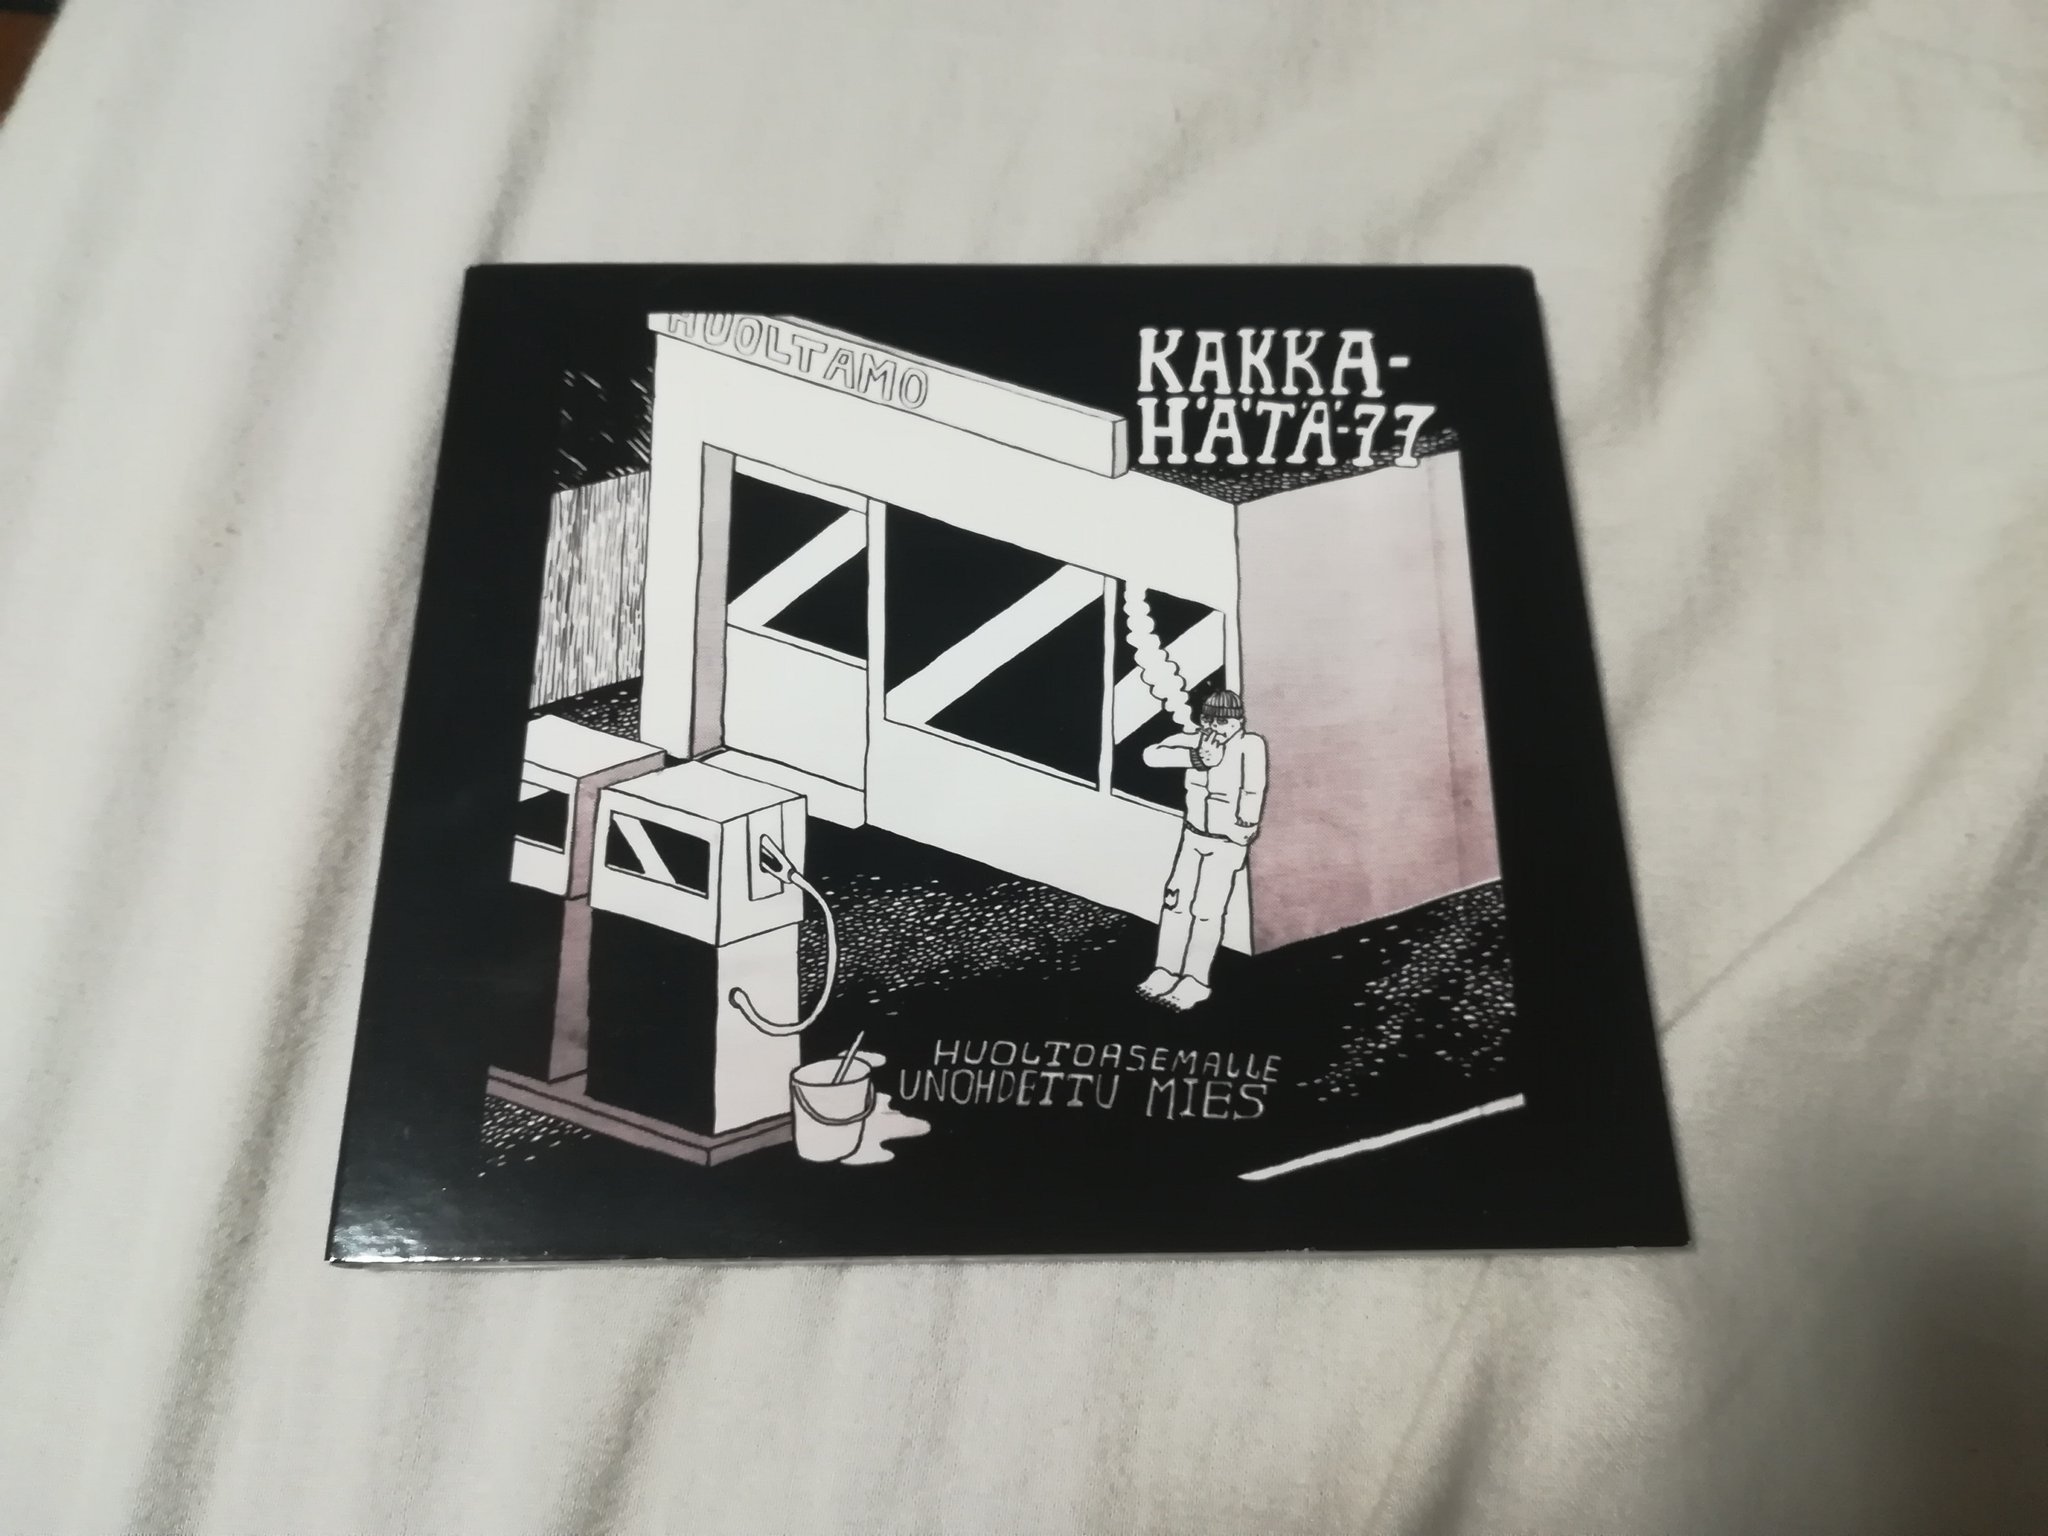 HUOLTAMO
KAKKA-
HÄTÄ-77
HUOLTOASEMALLE
UNOHDETTU MIES